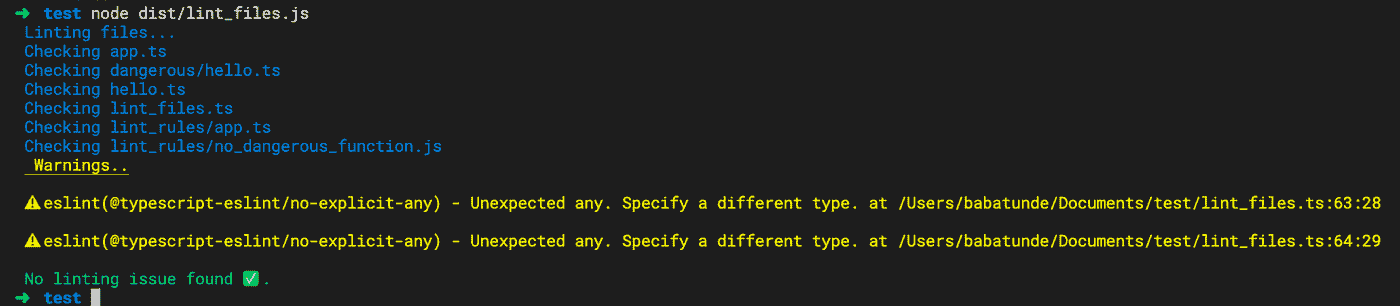 ➜ test node dist/lint_files.js
Linting files...
Checking app.ts
Checking dangerous/hello.ts
Checking hello.ts
Checking lint_files.ts
Checking lint_rules/app.ts
Checking lint_rules/no_dangerous_function.js
Warnings..
⚠eslint(@typescript-eslint/no-explicit-any) - Unexpected any. Specify a different type. at /Users/babatunde/Documents/test/lint_files.ts:63:28
⚠eslint(@typescript-eslint/no-explicit-any) - Unexpected any. Specify a different type. at /Users/babatunde/Documents/test/lint_files.ts:64:29
No linting issue found ✅.
➜ test